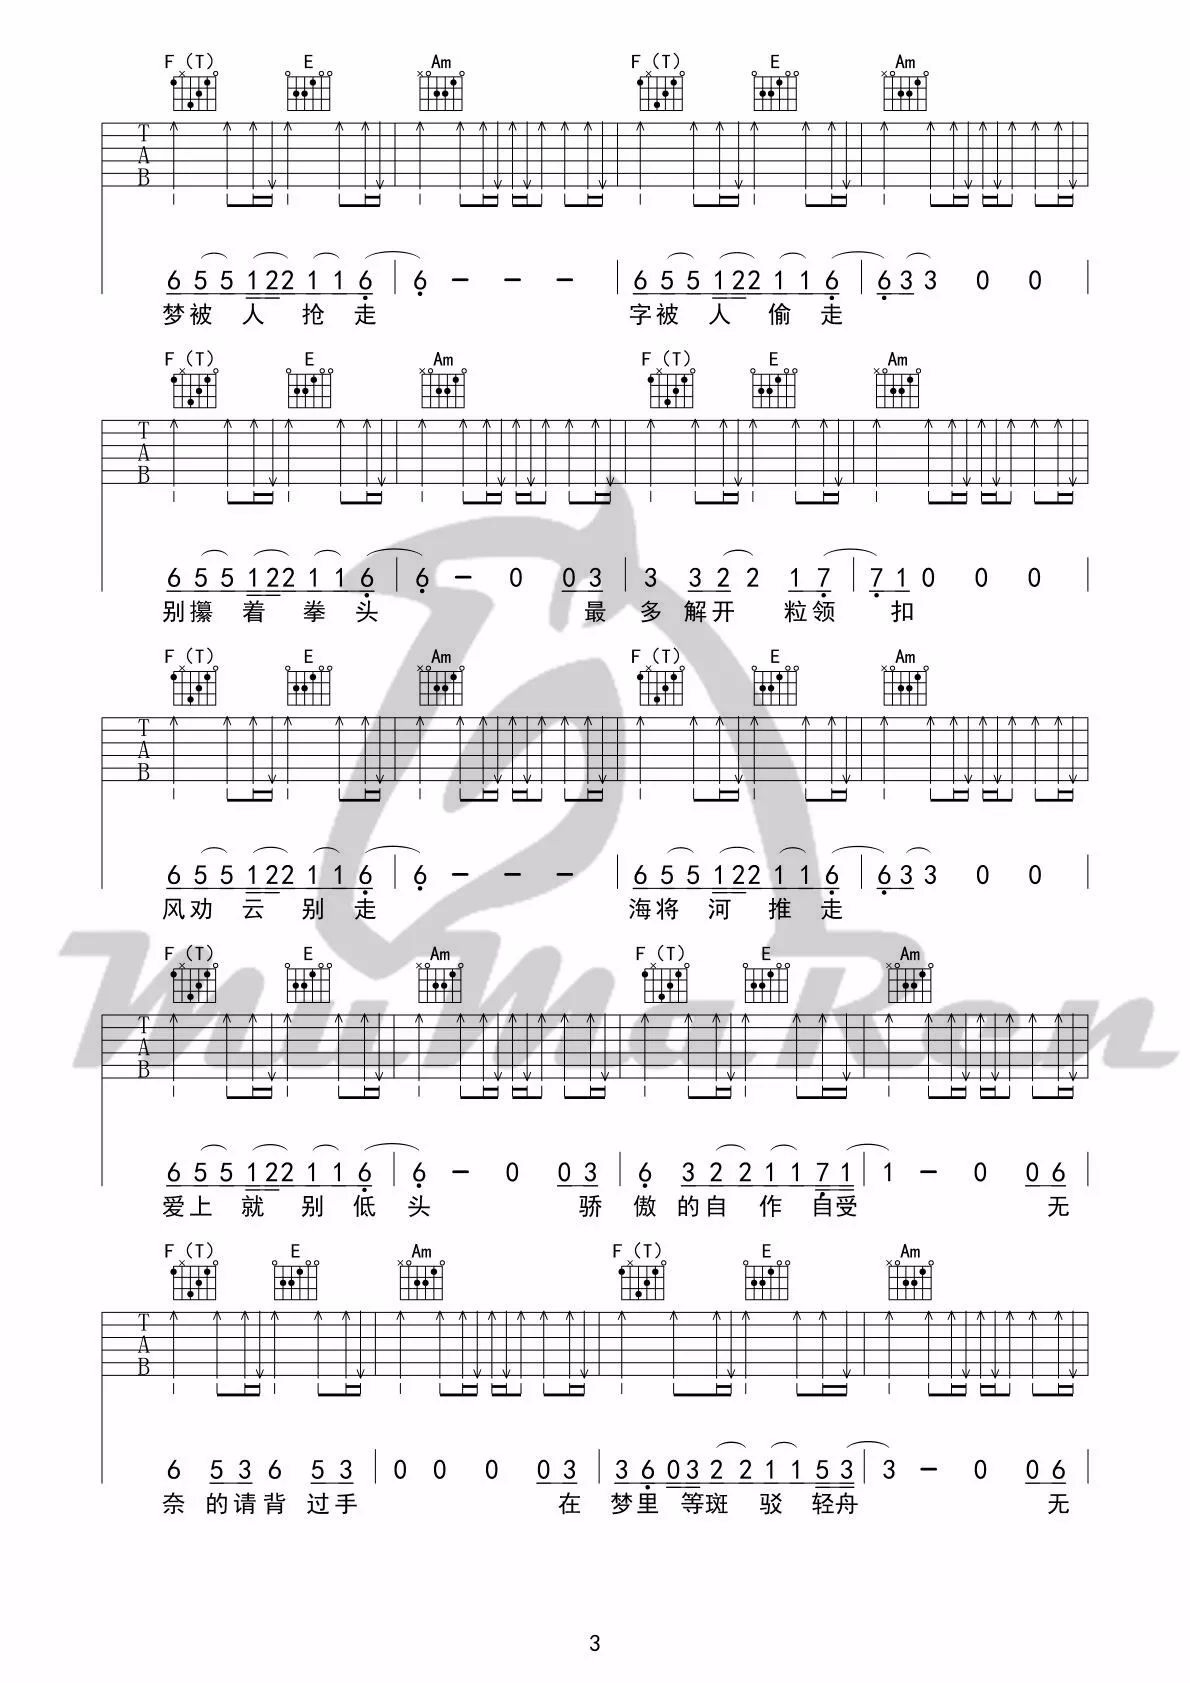 F（T） E Am F（T） E Am
T
A
B
6 5 5 1 2 2 1 1 6 | 6 – – – | 6 5 5 1 2 2 1 1 6 | 6 3 3 0 0 |
梦被 人 抢 走 字被 人 偷 走
F（T） E Am F（T） E Am
T
A
B
6 5 5 1 2 2 1 1 6 | 6 – 0 0 3 | 3 3 2 2 1 7 | 7 1 0 0 0 |
别攥 着 拳 头 最 多 解开 粒领 扣
F（T） E Am F（T） E Am
T
A
B
6 5 5 1 2 2 1 1 6 | 6 – – – | 6 5 5 1 2 2 1 1 6 | 6 3 3 0 0 |
风劝 云 别 走 海将 河 推 走
MuMaRen
F（T） E Am F（T） E Am
T
A
B
6 5 5 1 2 2 1 1 6 | 6 – 0 0 3 | 6 3 2 2 1 1 7 1 | 1 – 0 0 6 |
爱上 就 别 低 头 骄 傲 的自 作 自受 无
F（T） E Am F（T） E Am
T
A
B
6 5 3 6 5 3 | 0 0 0 0 3 | 3 6 0 3 2 2 1 1 5 3 | 3 – 0 0 6 |
奈 的请背 过手 在 梦里 等斑 驳 轻舟 无
3